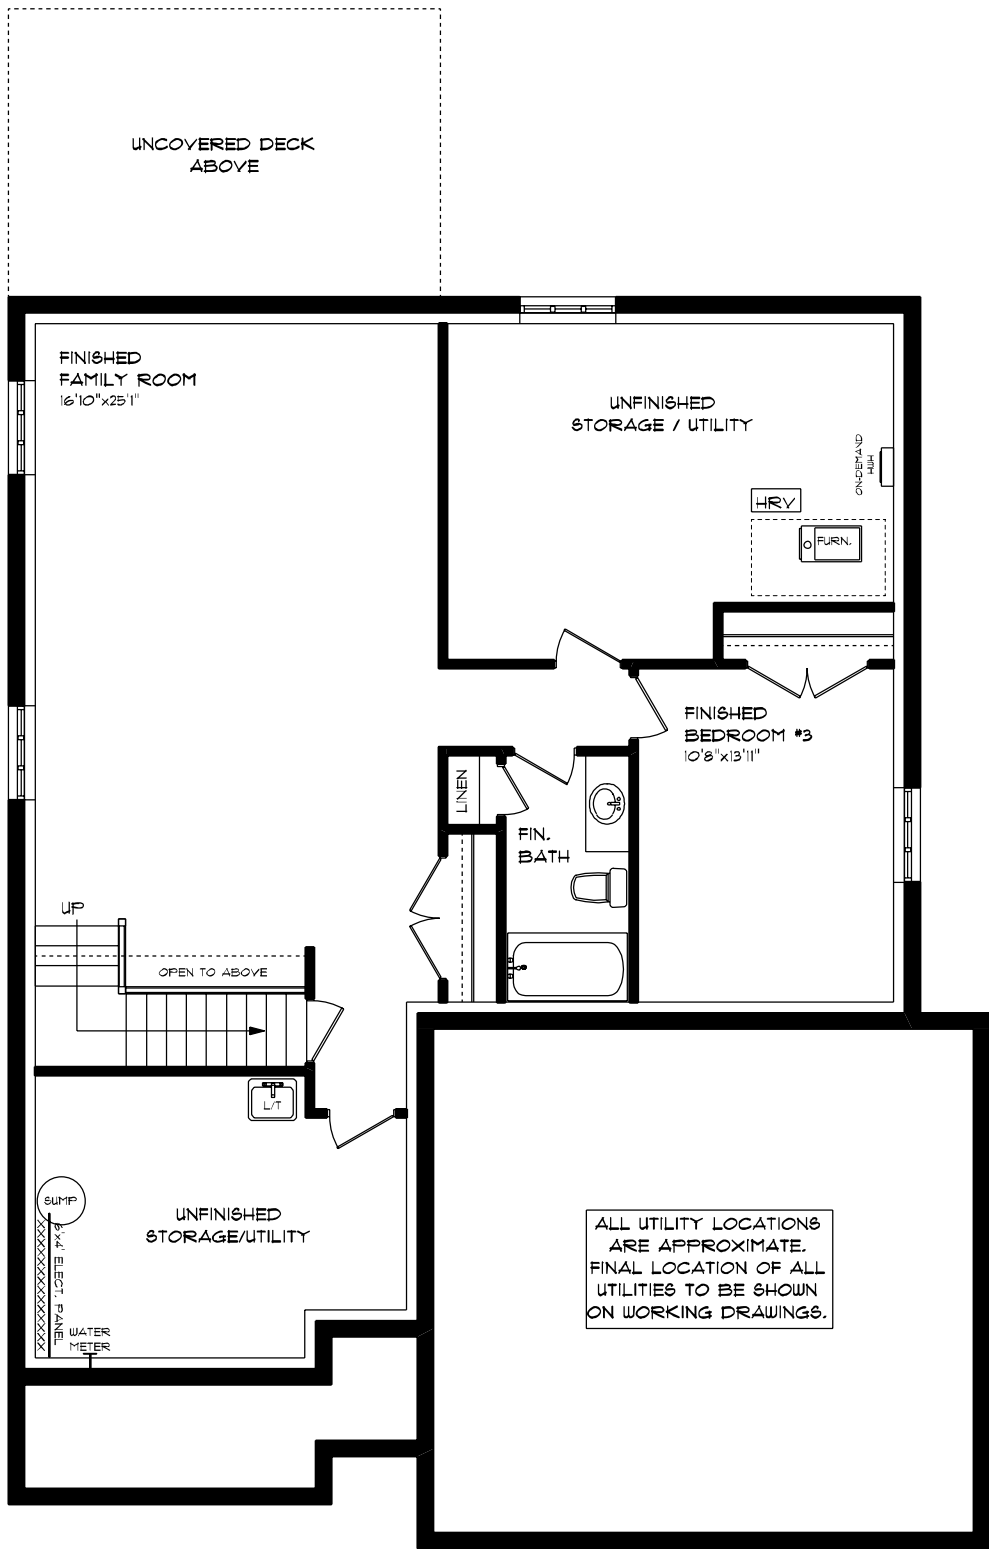 UNCOVERED DECK
ABOVE
FINISHED
FAMILY ROOM
16'10"x25'1"
UNFINISHED
STORAGE / UTILITY
ON-DEMAND
HWH
HRV
FURN.
FINISHED
BEDROOM #3
10'8"x13'11"
LINEN
FIN.
BATH
UP
OPEN TO ABOVE
L/T
SUMP
UNFINISHED
STORAGE/UTILITY
8'x4' ELECT. PANEL
WATER
METER
ALL UTILITY LOCATIONS
ARE APPROXIMATE.
FINAL LOCATION OF ALL
UTILITIES TO BE SHOWN
ON WORKING DRAWINGS.